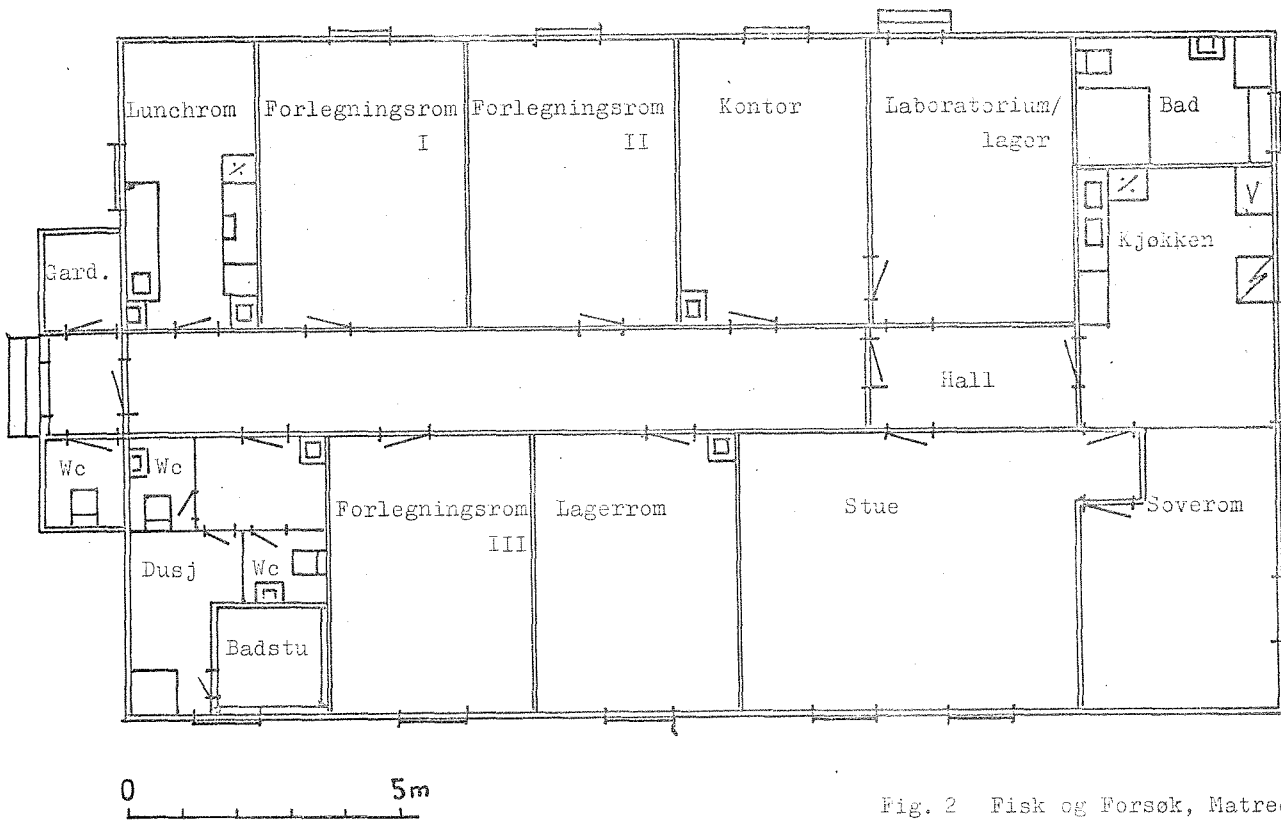 Lunchrom
Forlegningsrom
I
Forlegningsrom
II
Kontor
Laboratorium/
lager
Bad
Gard.
V
Kjøkken
Hall
Wc
Wc
Forlegningsrom
III
Lagerrom
Stue
Soverom
Dusj
Wc
Badstu
0 5m
Fig. 2 Fisk og Forsøk, Matre